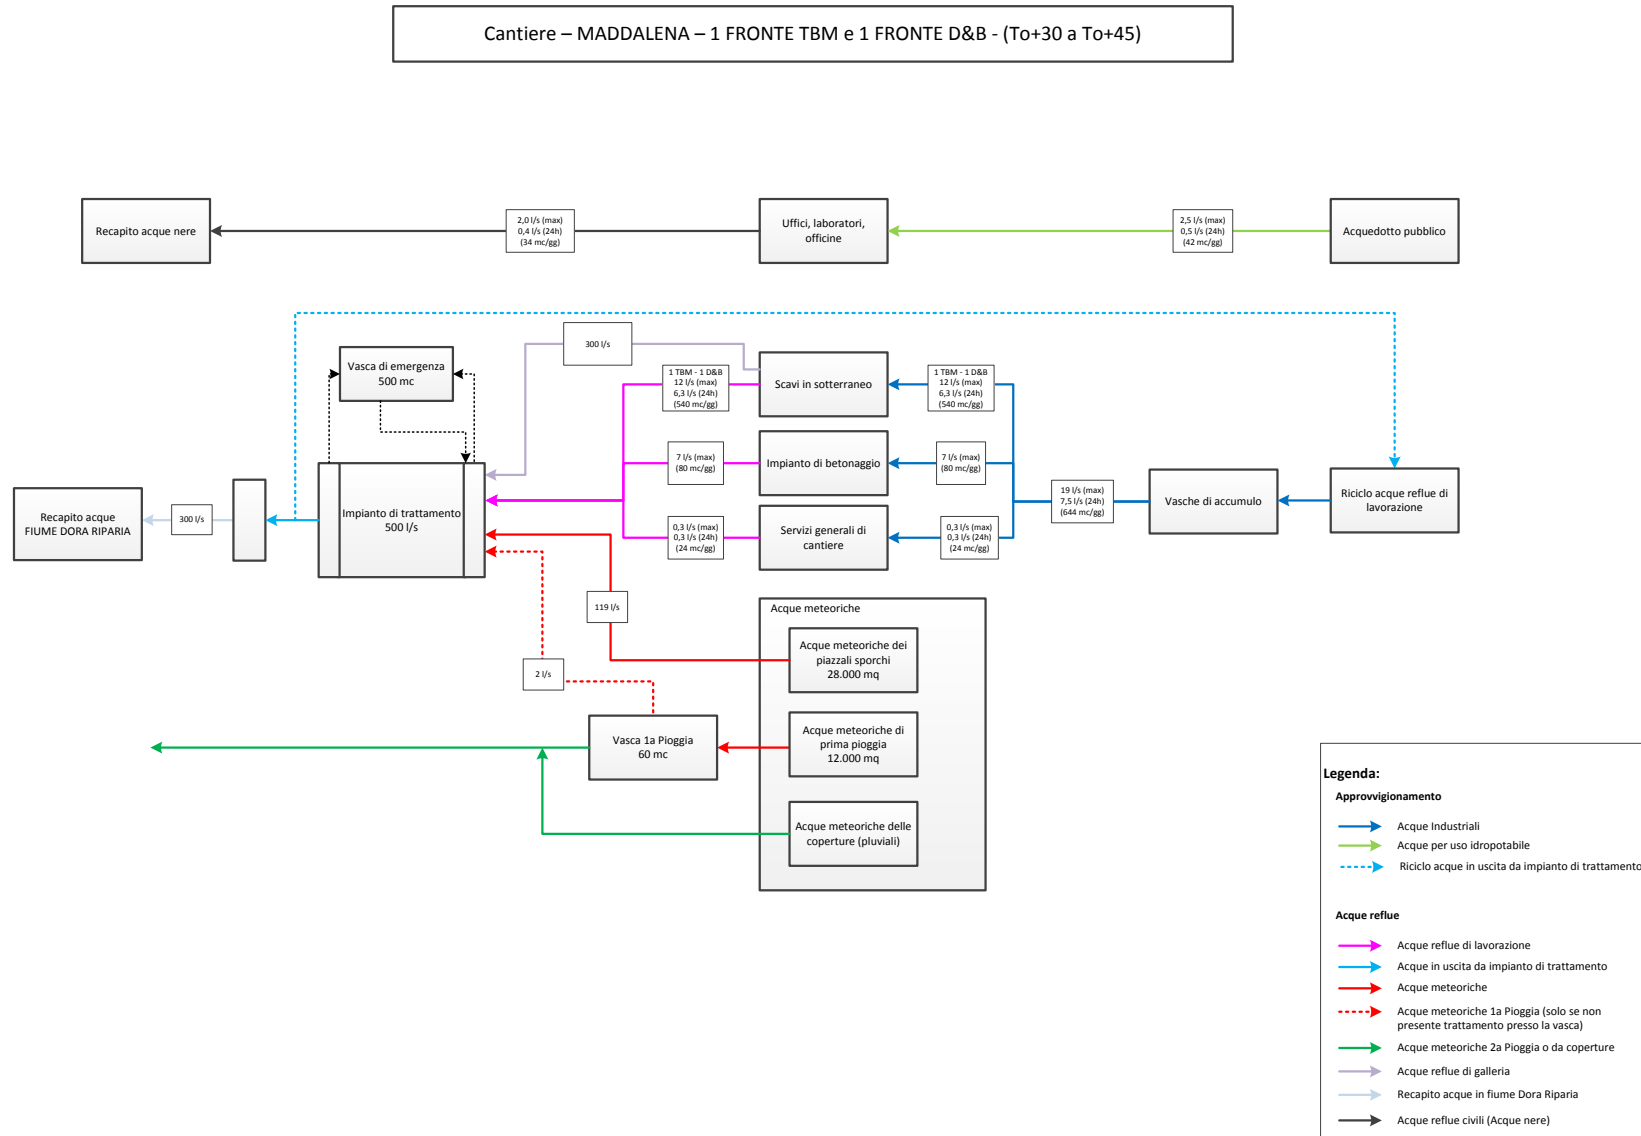 Cantiere – MADDALENA – 1 FRONTE TBM e 1 FRONTE D&B - (To+30 a To+45)
Recapito acque nere
2,0 l/s (max)
0,4 l/s (24h)
(34 mc/gg)
Uffici, laboratori,
officine
2,5 l/s (max)
0,5 l/s (24h)
(42 mc/gg)
Acquedotto pubblico
300 l/s
Vasca di emergenza
500 mc
1 TBM - 1 D&B
12 l/s (max)
6,3 l/s (24h)
(540 mc/gg)
Scavi in sotterraneo
1 TBM - 1 D&B
12 l/s (max)
6,3 l/s (24h)
(540 mc/gg)
7 l/s (max)
(80 mc/gg)
Impianto di betonaggio
7 l/s (max)
(80 mc/gg)
Recapito acque
FIUME DORA RIPARIA
300 l/s
Impianto di trattamento
500 l/s
19 l/s (max)
7,5 l/s (24h)
(644 mc/gg)
Vasche di accumulo
Riciclo acque reflue di
lavorazione
0,3 l/s (max)
0,3 l/s (24h)
(24 mc/gg)
Servizi generali di
cantiere
0,3 l/s (max)
0,3 l/s (24h)
(24 mc/gg)
119 l/s
Acque meteoriche
Acque meteoriche dei
piazzali sporchi
28.000 mq
2 l/s
Vasca 1a Pioggia
60 mc
Acque meteoriche di
prima pioggia
12.000 mq
Acque meteoriche delle
coperture (pluviali)
Legenda:
Approvvigionamento
Acque Industriali
Acque per uso idropotabile
Riciclo acque in uscita da impianto di trattamento
Acque reflue
Acque reflue di lavorazione
Acque in uscita da impianto di trattamento
Acque meteoriche
Acque meteoriche 1a Pioggia (solo se non
presente trattamento presso la vasca)
Acque meteoriche 2a Pioggia o da coperture
Acque reflue di galleria
Recapito acque in fiume Dora Riparia
Acque reflue civili (Acque nere)